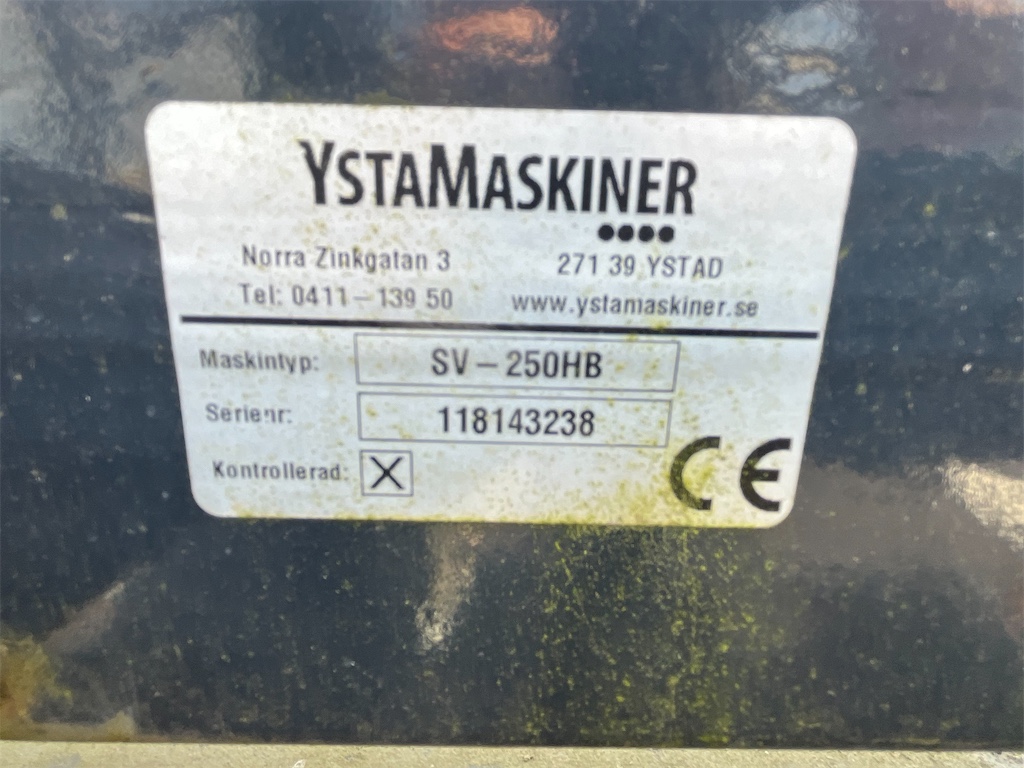 YSTAMASKINER
Norra Zinkgatan 3 271 39 YSTAD
Tel: 0411-139 50 www.ystamaskiner.se
Maskintyp: SV-250HB
Serienr: 118143238
Kontrollerad: X
CE